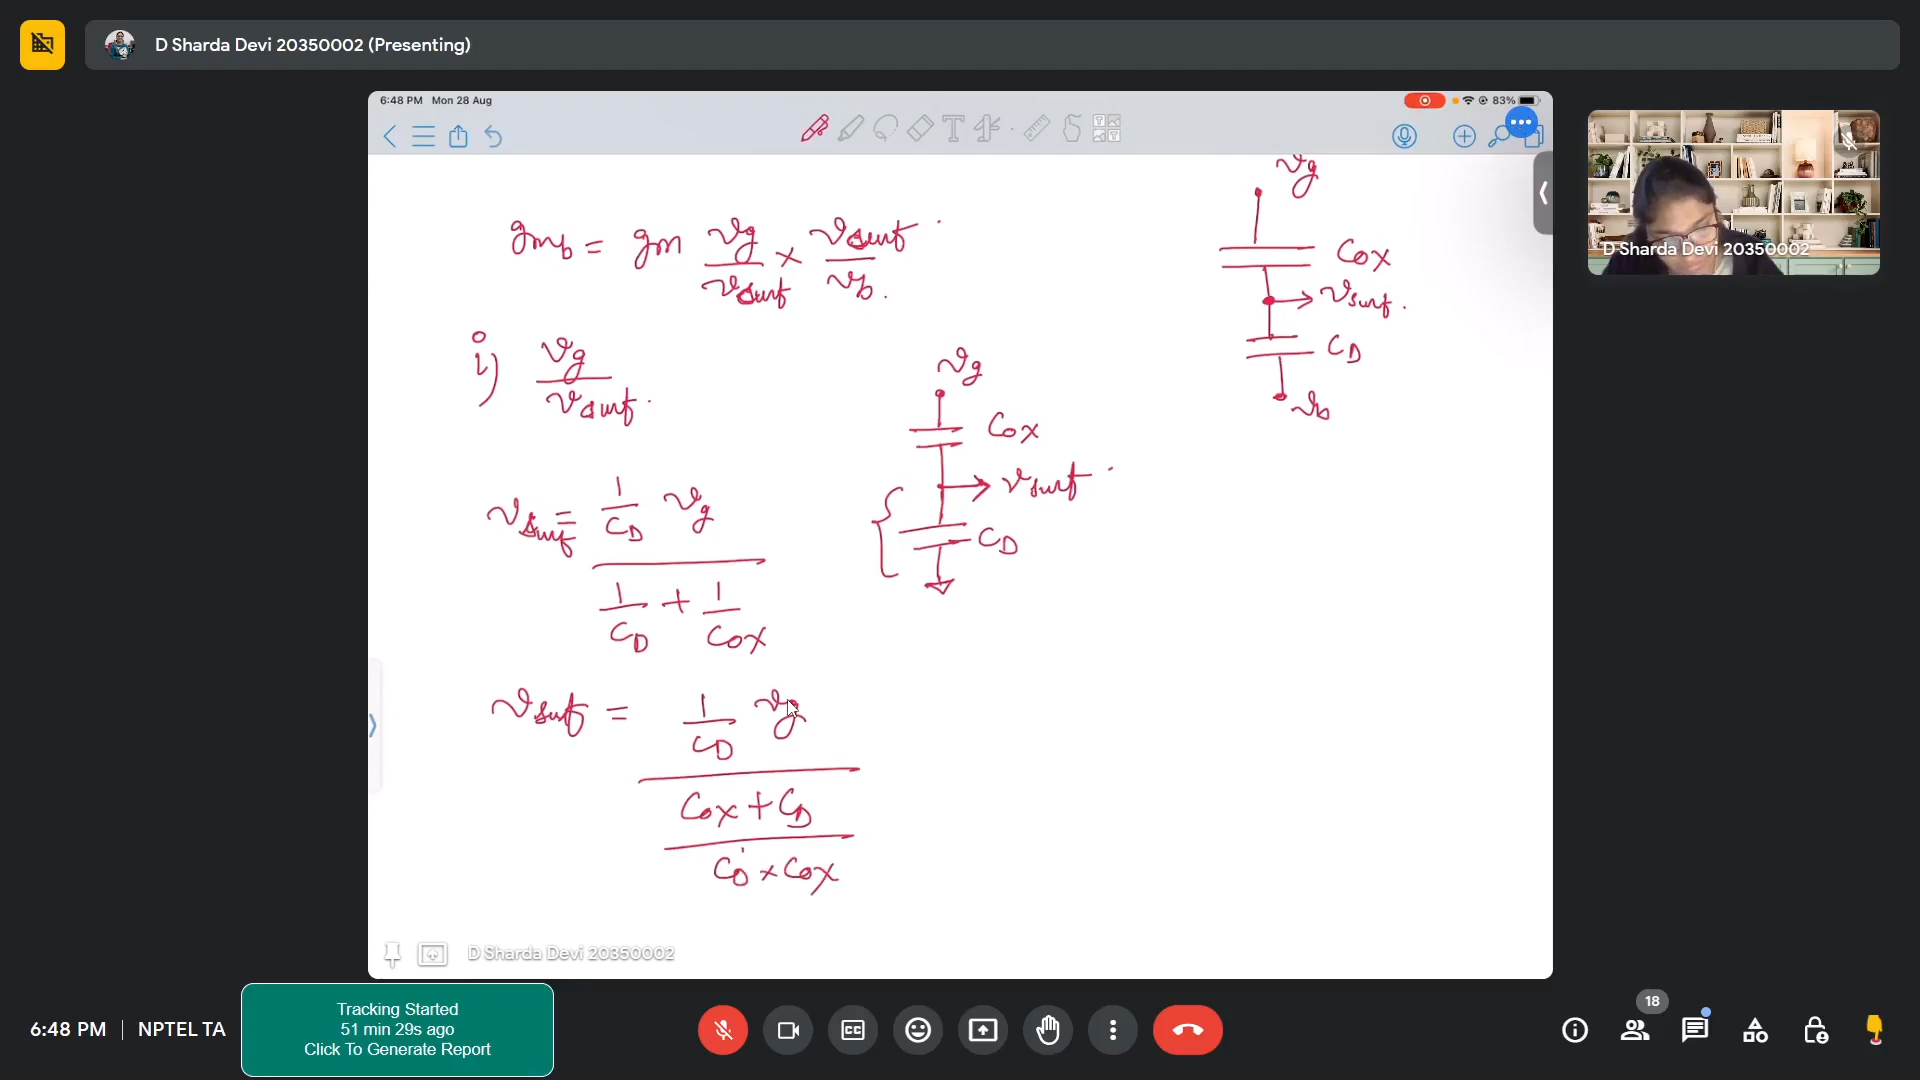 D Sharda Devi 20350002 (Presenting)
6:48 PM Mon 28 Aug
83%
gmb = gm vg/vsurf × vsurf/vb.
i) vg/vsurf.
vsurf = (1/CD vg)/(1/CD + 1/Cox)
vsurf = (1/CD vg)/((Cox + CD)/(CD × Cox))
vg
Cox
vsurf.
CD
vg
Cox
vsurf.
CD
vb
D Sharda Devi 20350002
D Sharda Devi 20350002
6:48 PM | NPTEL TA
Tracking Started
51 min 29s ago
Click To Generate Report
CC
18